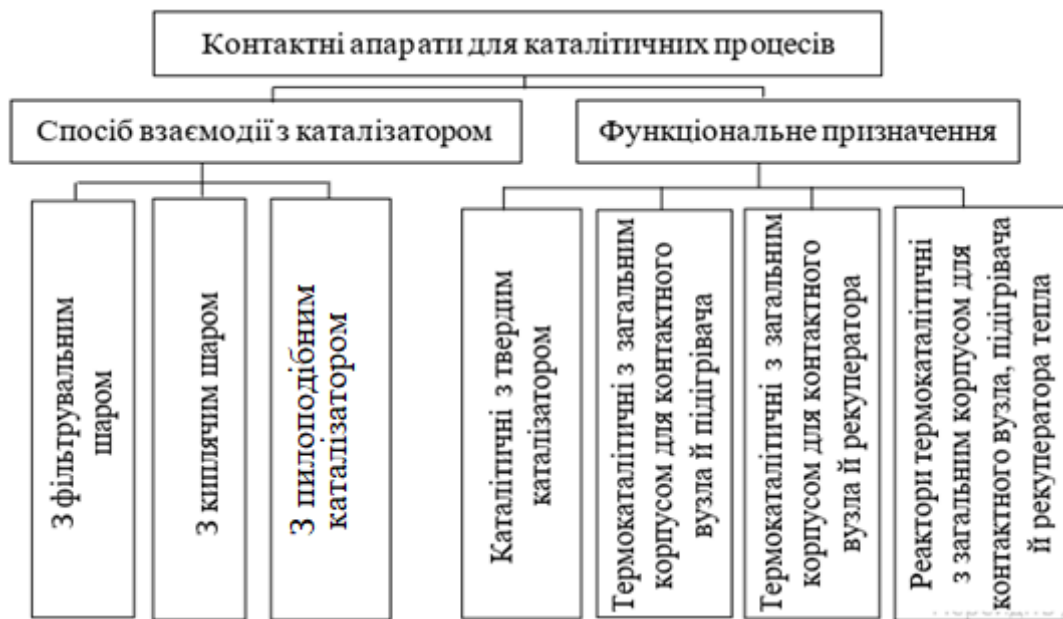 Контактні апарати для каталітичних процесів
Спосіб взаємодії з каталізатором
Функціональне призначення
З фільтрувальним
шаром
З киплячим шаром
З пилоподібним
каталізатором
Каталітичні з твердим
каталізатором
Термокаталітичні з загальним
корпусом для контактного
вузла й підігрівача
Термокаталітичні з загальним
корпусом для контактного
вузла й рекуператора
Реактори термокаталітичні
з загальним корпусом для
контактного вузла, підігрівача
й рекуператора тепла